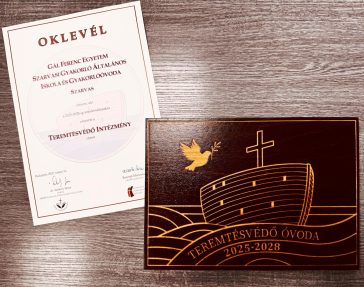 OKLEVÉL
GÁL FERENC EGYETEM
SZARVASI GYAKORLÓ ÁLTALÁNOS
ISKOLA ÉS GYAKORLÓÓVODA
SZARVAS
TEREMTÉSVÉDŐ INTÉZMÉNY
TEREMTÉSVÉDŐ ÓVODA
2025-2028